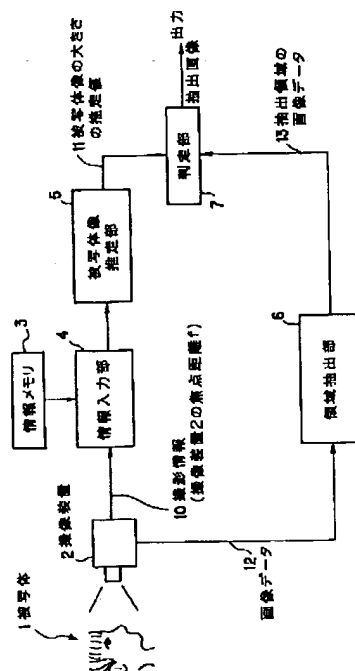 1 被写体
2 撮像装置
10 撮影情報
(撮像装置2の焦点距離f)
3
情報メモリ
4
情報入力部
5
被写体像
推定部
11 被写体像の大きさ
の推定値
判定部
7
抽出画像
出力
12
画像データ
6
領域抽出部
13 抽出領域の
画像データ